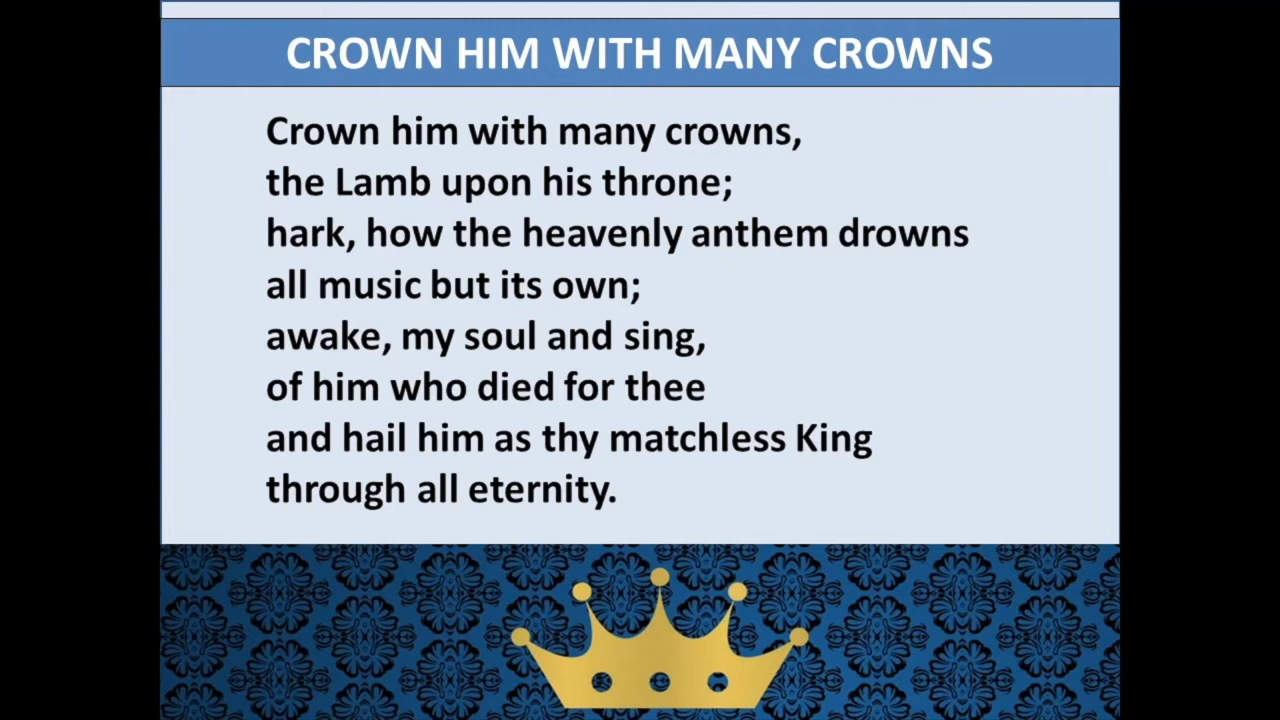 CROWN HIM WITH MANY CROWNS
Crown him with many crowns,
the Lamb upon his throne;
hark, how the heavenly anthem drowns
all music but its own;
awake, my soul and sing,
of him who died for thee
and hail him as thy matchless King
through all eternity.